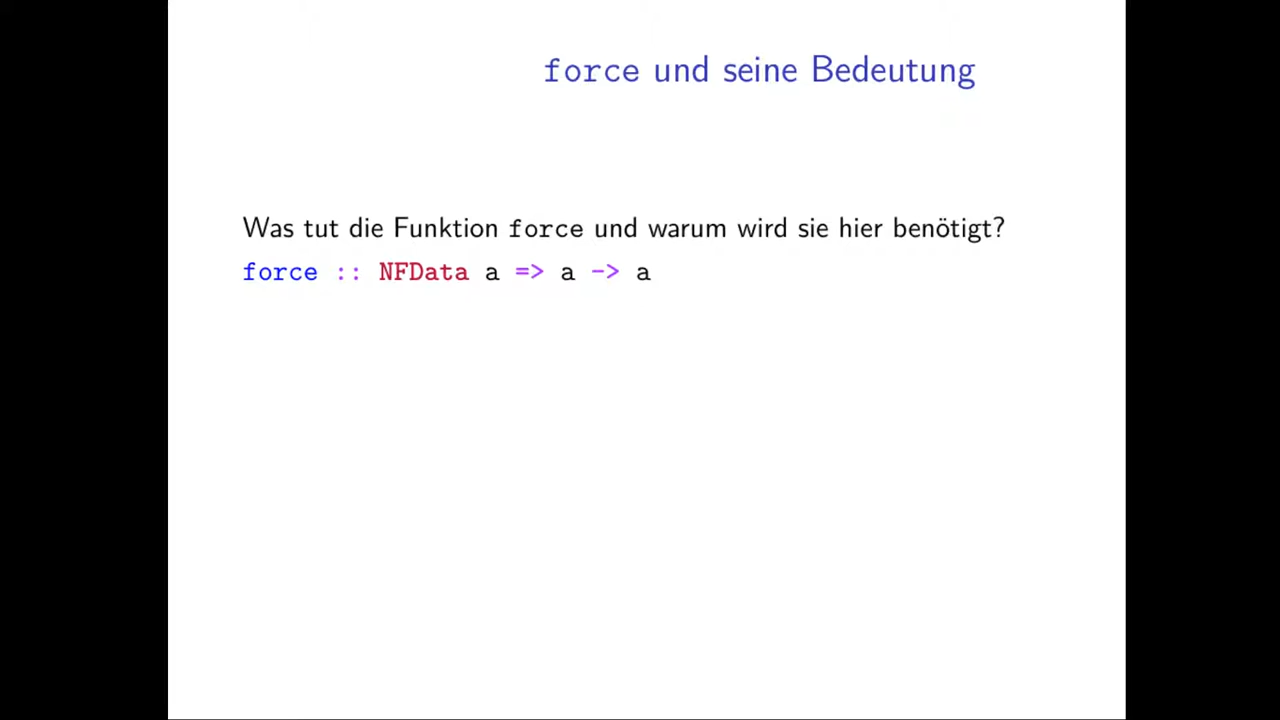 force und seine Bedeutung
Was tut die Funktion force und warum wird sie hier benötigt?
force :: NFData a => a -> a